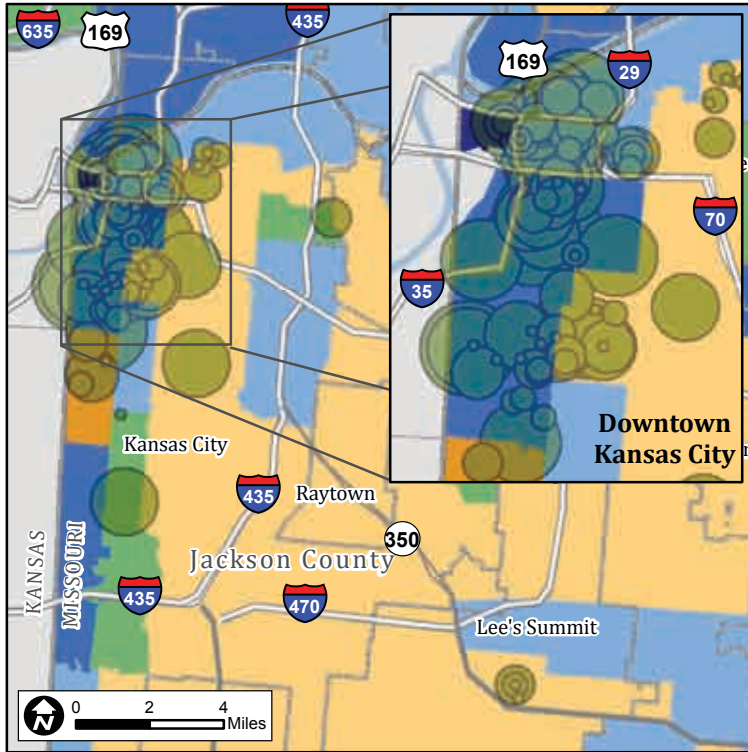 635
169
435
169
29
70
35
Downtown
Kansas City
Kansas City
435
Raytown
KANSAS
MISSOURI
350
Jackson County
435
470
Lee's Summit
N
0 2 4
Miles